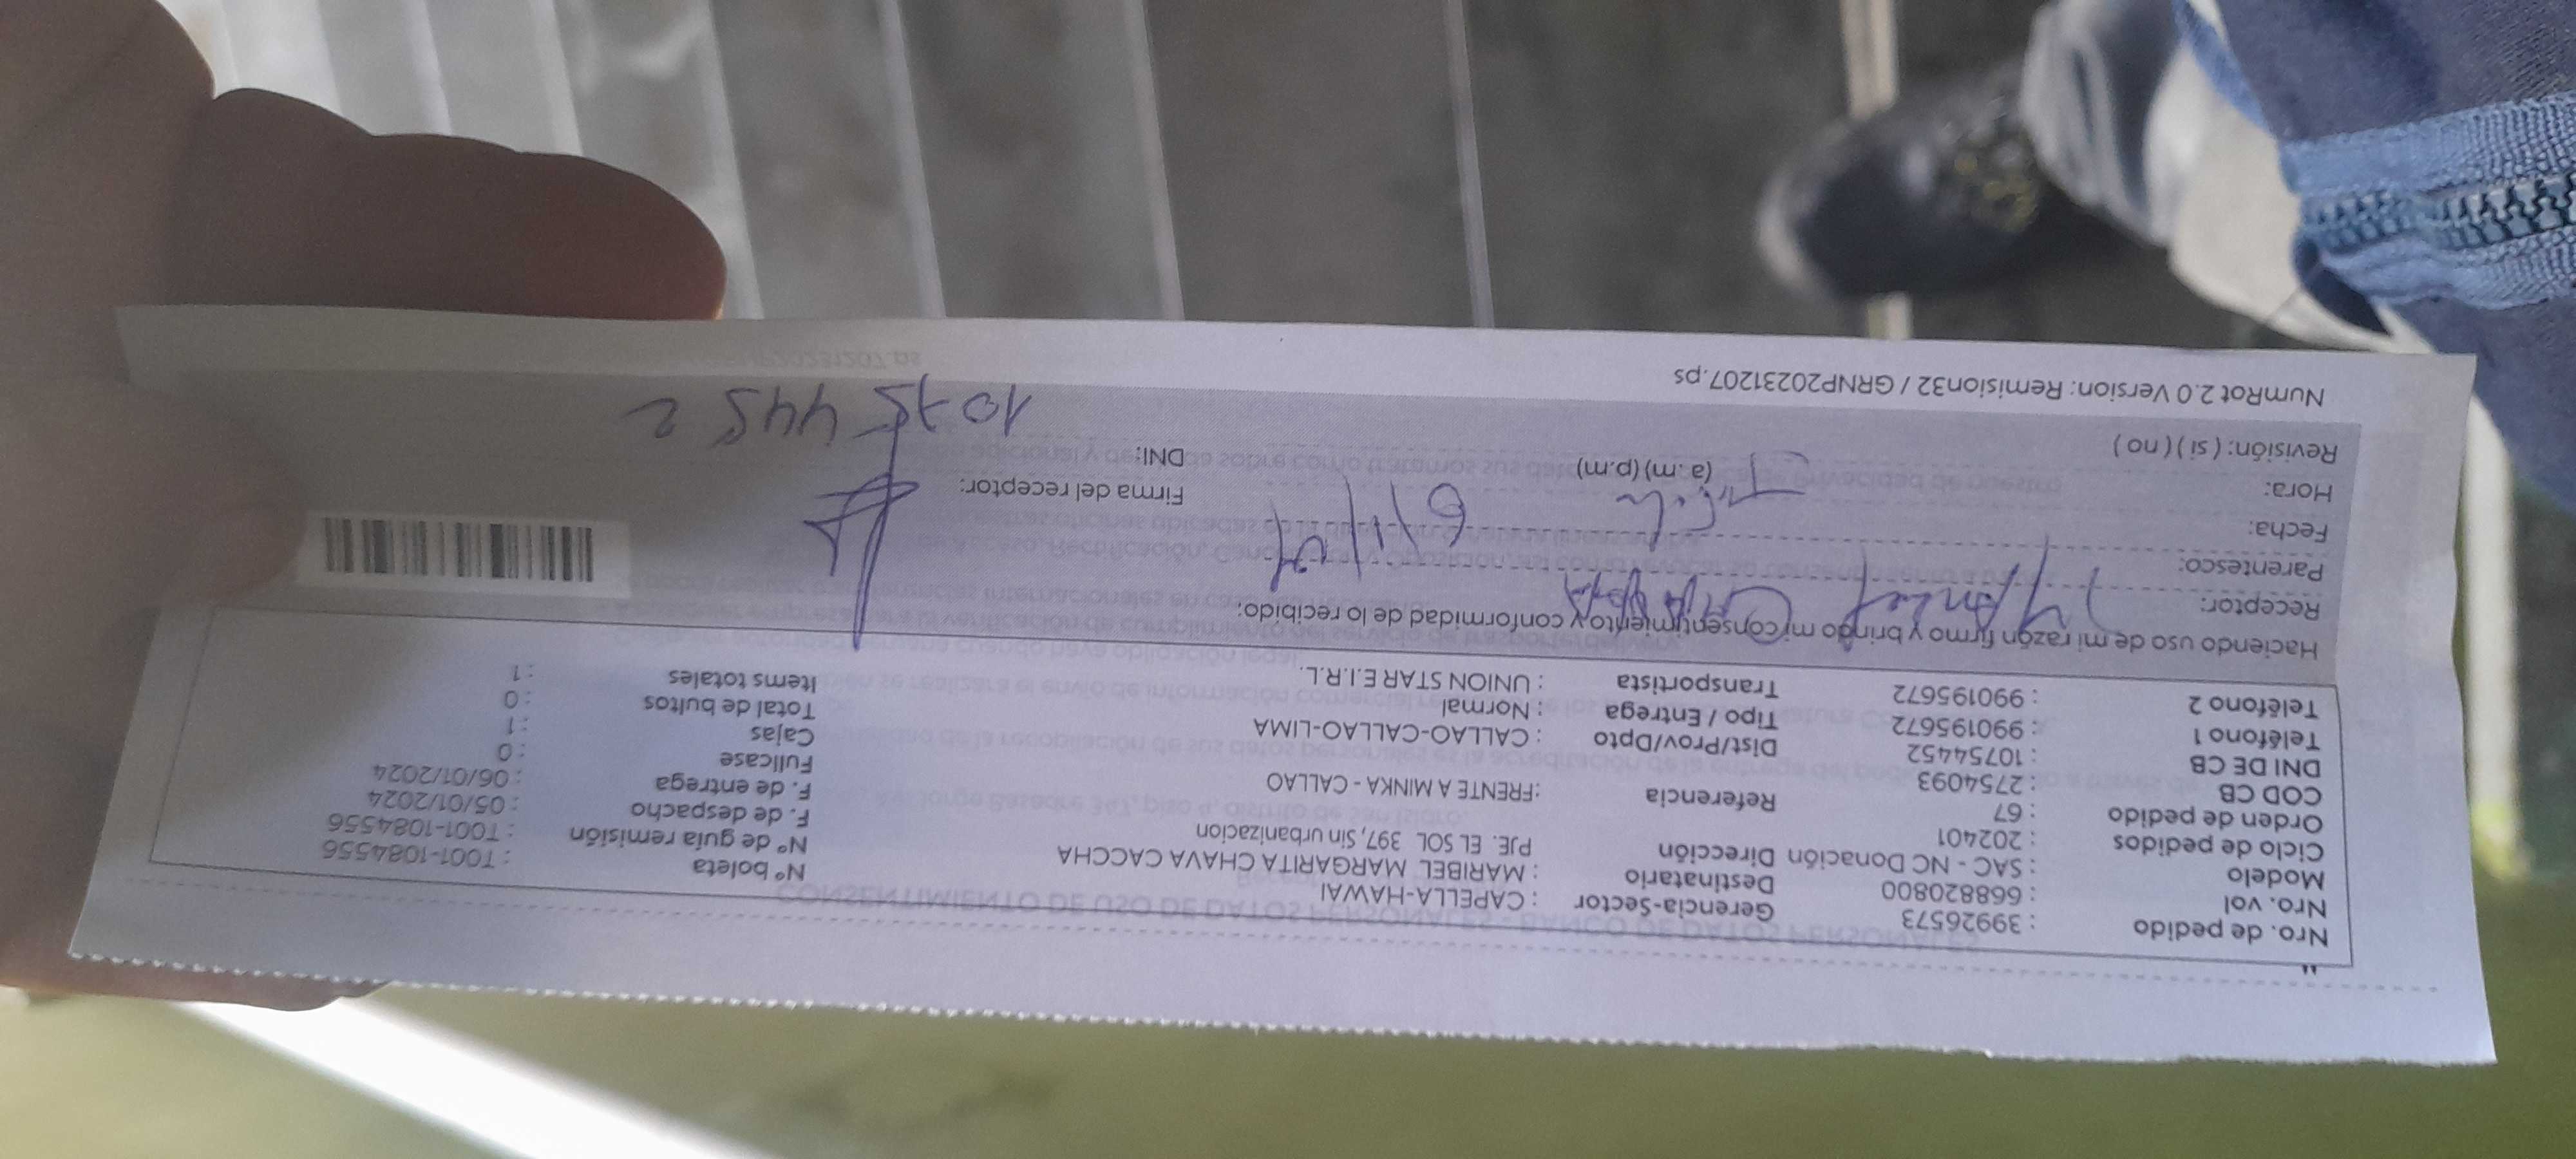 Nro. de pedido : 39926573 Gerencia-Sector : CAPELLA-HAWAI N° boleta : T001-1084556
Nro. vol : 668820800 Destinatario : MARIBEL MARGARITA CHAVA CACCHA N° de guía remisión : T001-1084556
Modelo : SAC - NC Donación Dirección PJE. EL SOL 397, Sin urbanizacion F. de despacho : 05/01/2024
Ciclo de pedidos : 202401 F. de entrega : 06/01/2024
Orden de pedido : 67 Referencia :FRENTE A MINKA - CALLAO Fullcase : 0
COD CB : 2754093 Cajas : 1
DNI DE CB : 10754452 Dist/Prov/Dpto : CALLAO-CALLAO-LIMA Total de bultos : 0
Teléfono 1 : 990195672 Tipo / Entrega : Normal Items totales : 1
Teléfono 2 : 990195672 Transportista : UNION STAR E.I.R.L.
Haciendo uso de mi razón firmo y brindo mi consentimiento y conformidad de lo recibido:
Receptor:
Parentesco:
Fecha: 6/1/24
Hora: (a.m) (p.m) Firma del receptor:
Revisión: ( si ) ( no ) DNI: 10754452
NumRot 2.0 Version: Remision32 / GRNP20231207.ps